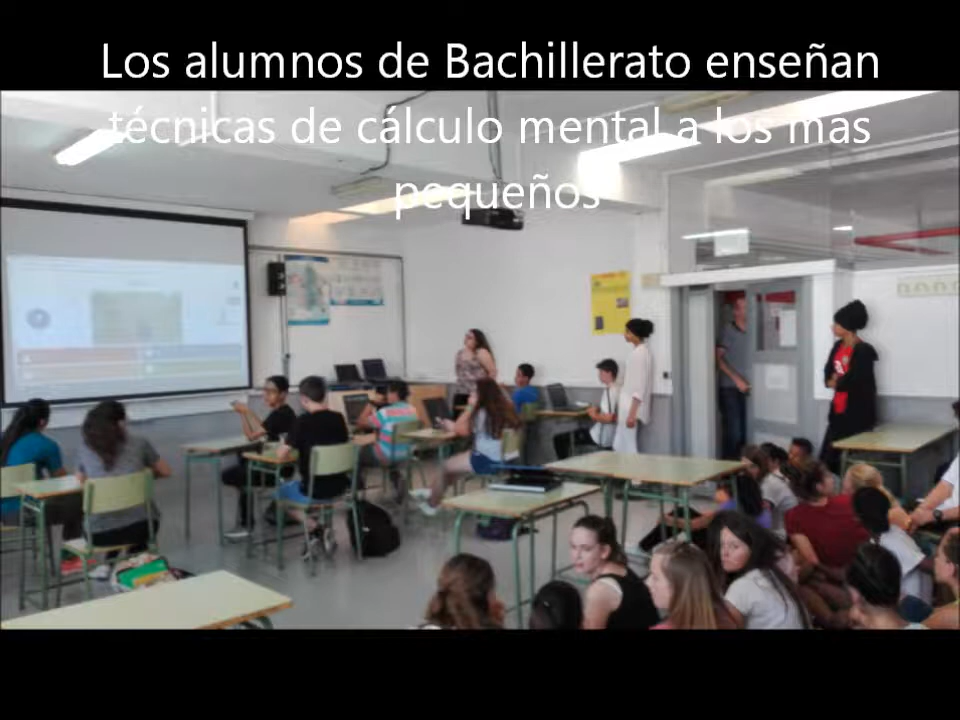 Los alumnos de Bachillerato enseñan
técnicas de cálculo mental a los mas
pequeños